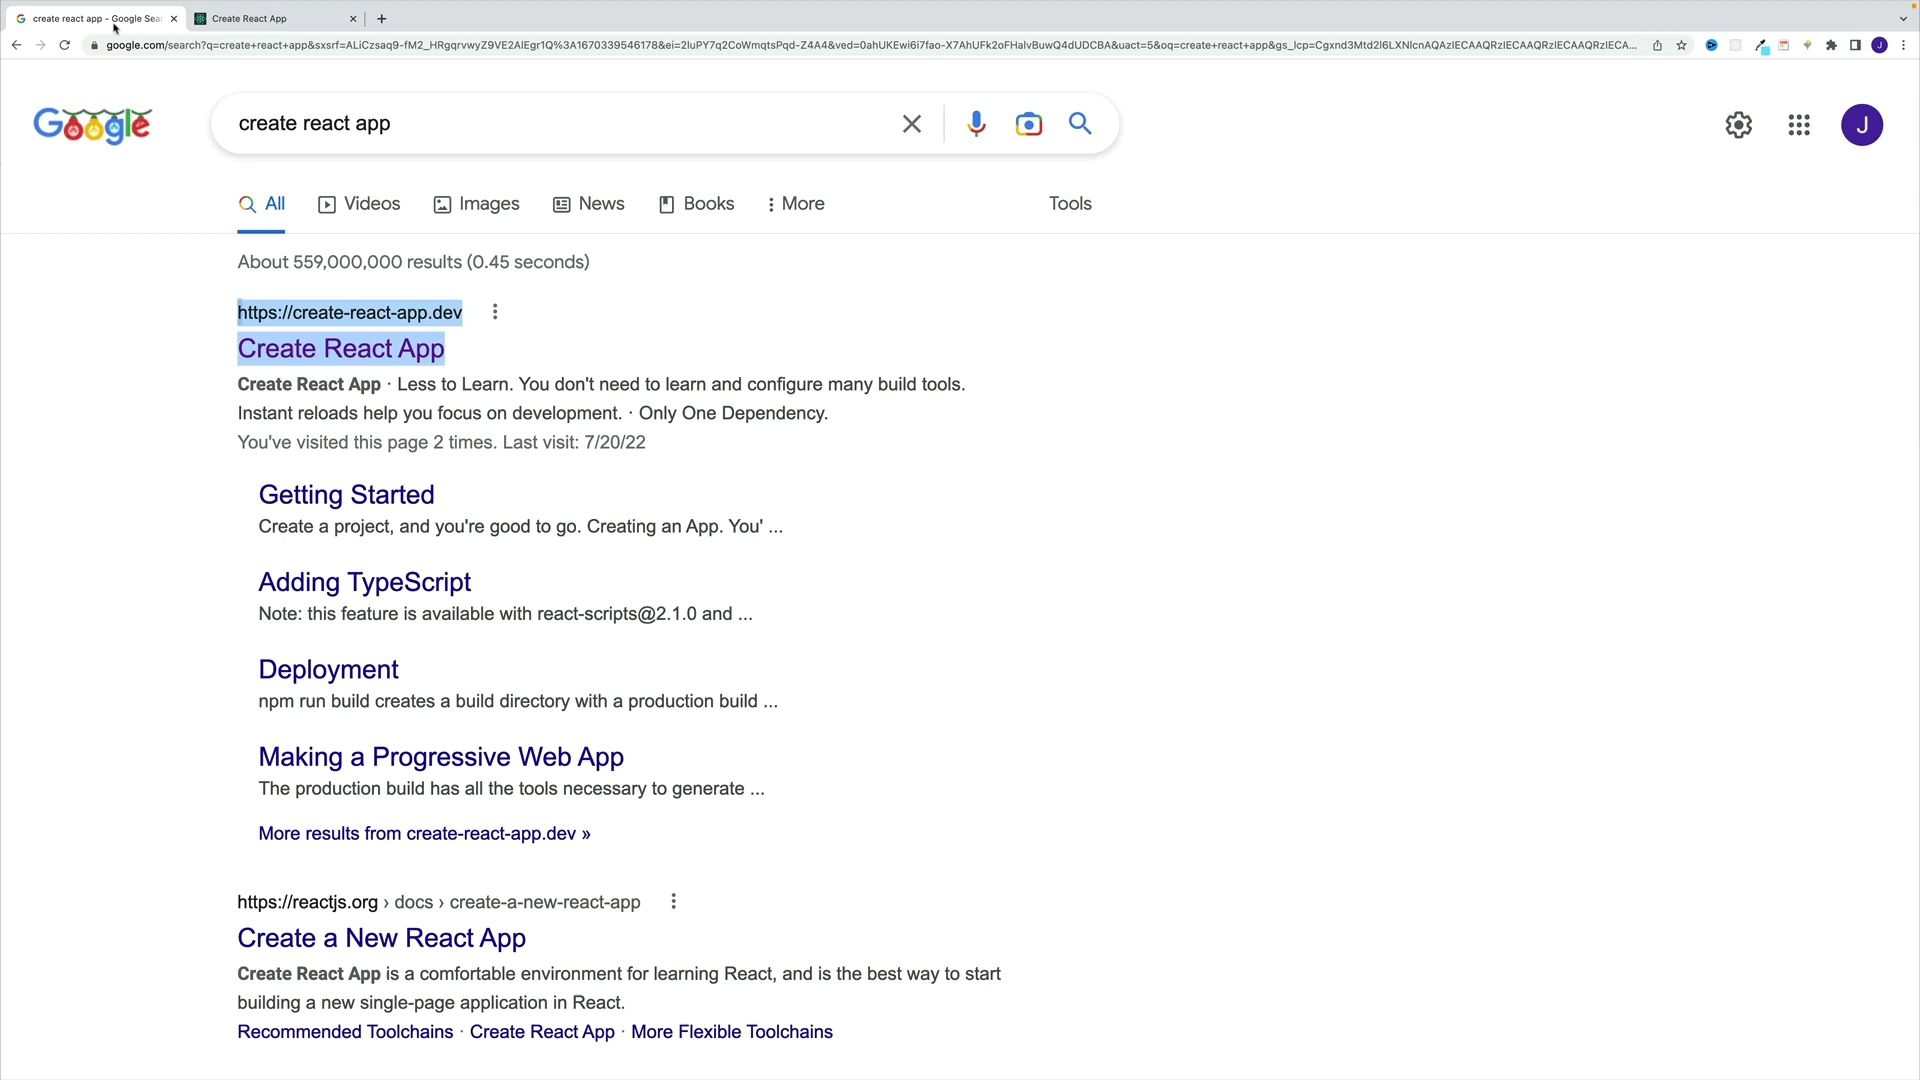 create react app - Google Sear
Create React App
google.com/search?q=create+react+app&sxsrf=ALiCzsaq9-fM2_HRgqrvwyZ9VE2AlEgr1Q%3A1670339546178&ei=2luPY7q2CoWmqtsPqd-Z4A4&ved=0ahUKEwi6i7fao-X7AhUFk2oFHalvBuwQ4dUDCBA&uact=5&oq=create+react+app&gs_lcp=Cgxnd3Mtd2l6LXNlcnAQAzIECAAQRzIECAAQRzIECAAQRzIECA...
J
Google
create react app
J
All
Videos
Images
News
Books
More
Tools
About 559,000,000 results (0.45 seconds)
https://create-react-app.dev
Create React App
Create React App · Less to Learn. You don't need to learn and configure many build tools.
Instant reloads help you focus on development. · Only One Dependency.
You've visited this page 2 times. Last visit: 7/20/22
Getting Started
Create a project, and you're good to go. Creating an App. You' ...
Adding TypeScript
Note: this feature is available with react-scripts@2.1.0 and ...
Deployment
npm run build creates a build directory with a production build ...
Making a Progressive Web App
The production build has all the tools necessary to generate ...
More results from create-react-app.dev »
https://reactjs.org › docs › create-a-new-react-app
Create a New React App
Create React App is a comfortable environment for learning React, and is the best way to start
building a new single-page application in React.
Recommended Toolchains · Create React App · More Flexible Toolchains